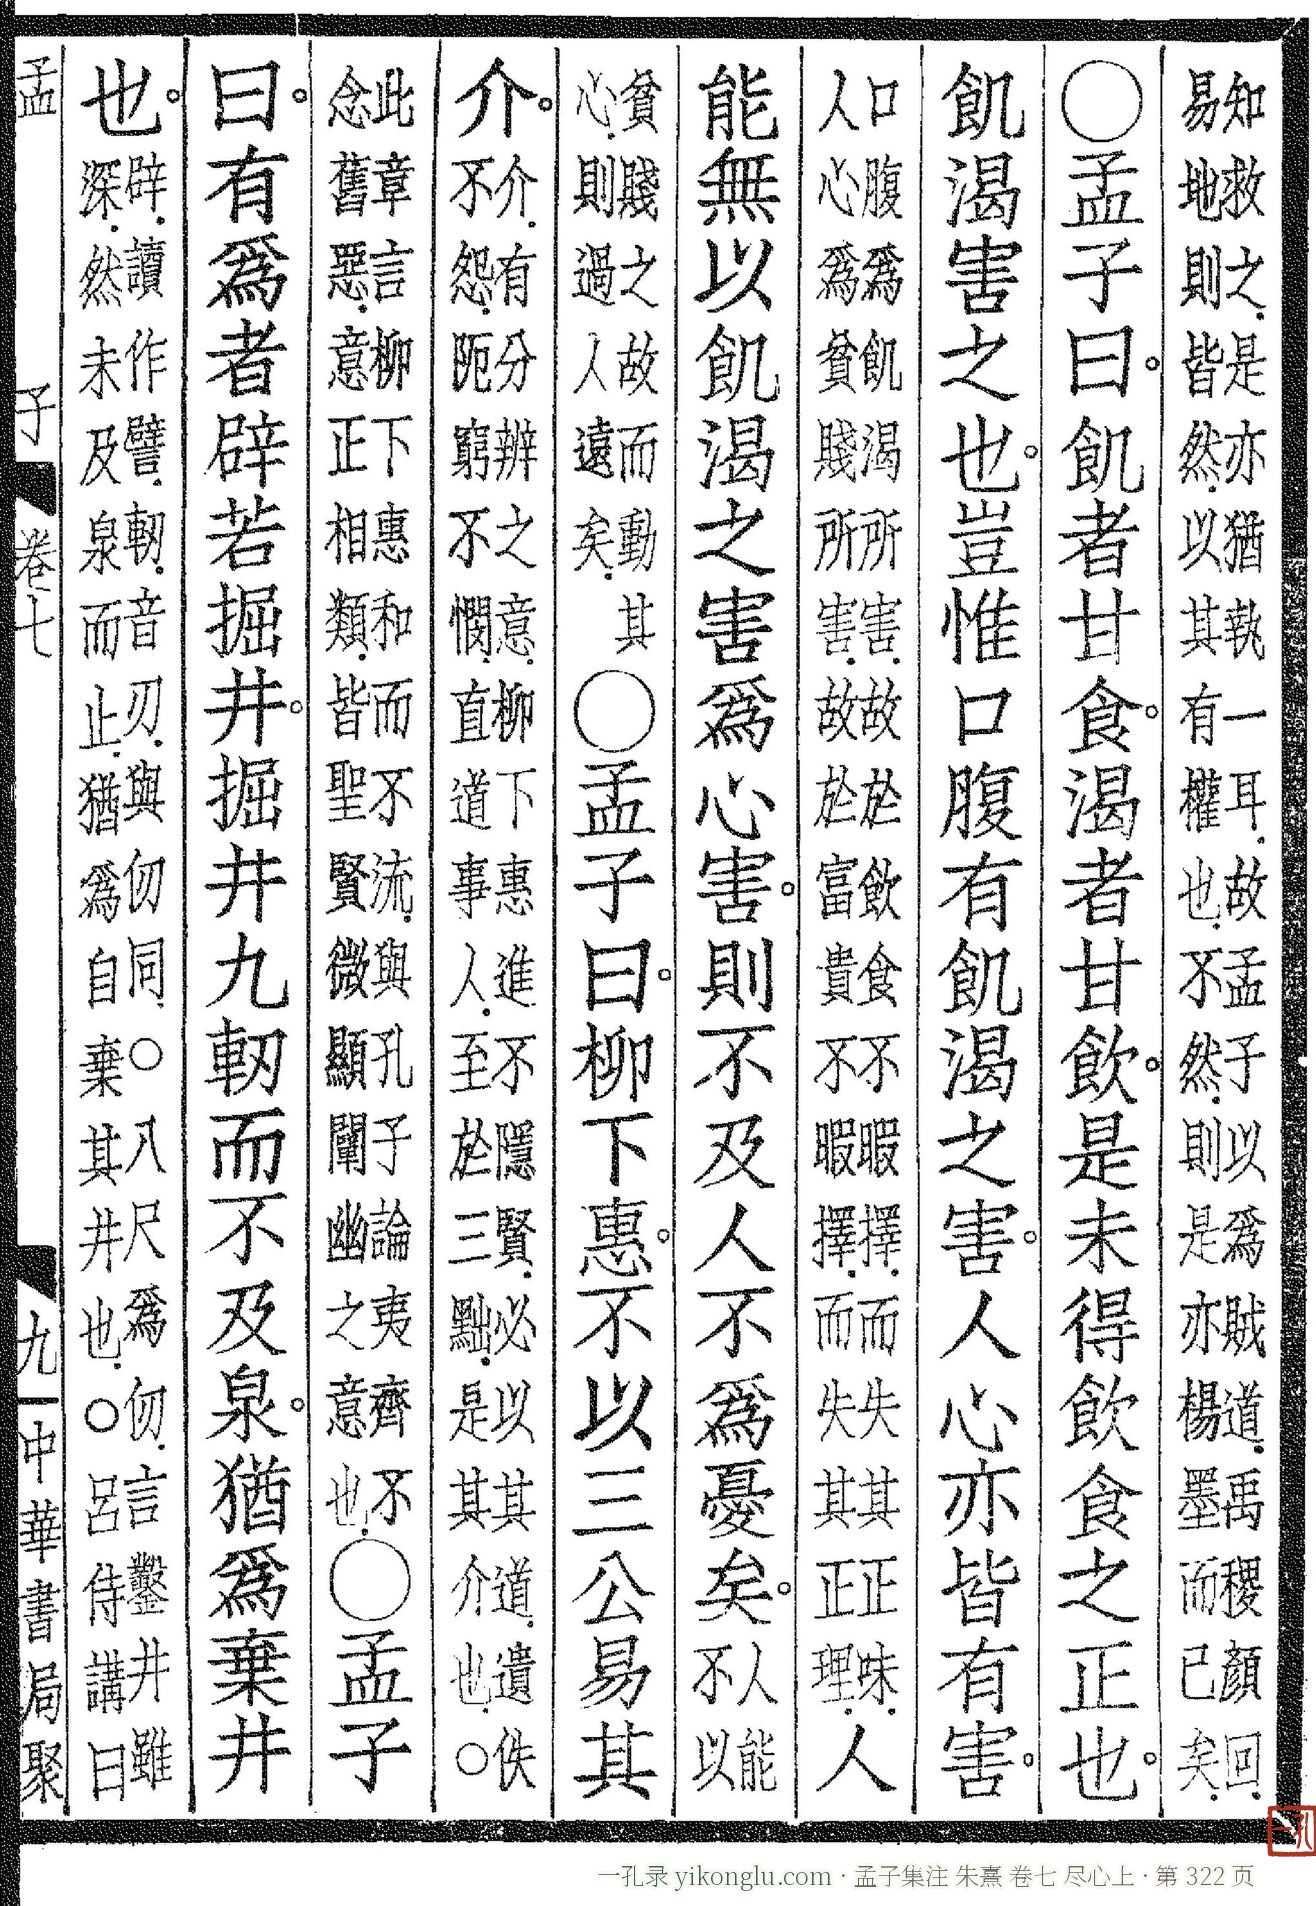 知救之是亦猶執一耳故孟子以爲賊道禹稷顏回
易地則皆然以其有權也不然則是亦楊墨而已矣
○孟子曰飢者甘食渴者甘飲是未得飲食之正也
飢渴害之也豈惟口腹有飢渴之害人心亦皆有害
口腹爲飢渴所害故於飲食不暇擇而失其正味
人心爲貧賤所害故於富貴不暇擇而失其正理
人
能無以飢渴之害爲心害則不及人不爲憂矣
人能
不以
貧賤之故而動其
心則過人遠矣
○孟子曰柳下惠不以三公易其
介
介有分辨之意柳下惠進不隱賢必以其道遺佚
不怨阨窮不憫直道事人至於三黜是其介也○
此章言柳下惠和而不流與孔子論夷齊不
念舊惡意正相類皆聖賢微顯闡幽之意也
○孟子
曰有爲者辟若掘井掘井九軔而不及泉猶爲棄井
也
辟讀作譬軔音刃與仞同○八尺爲仞言鑿井雖
深然未及泉而止猶爲自棄其井也○呂侍講曰
孟子 卷七 九 中華書局聚
一孔
一孔录 yikonglu.com · 孟子集注 朱熹 卷七 尽心上 · 第 322 页